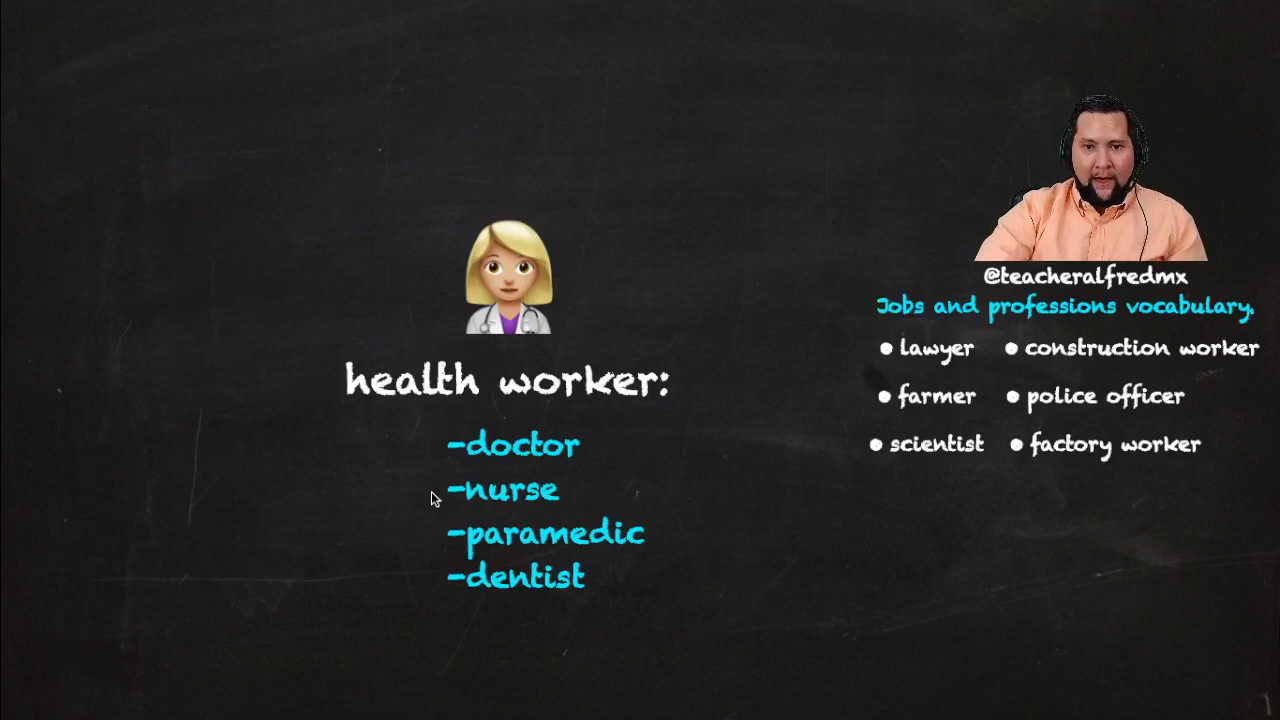 health worker:
-doctor
-nurse
-paramedic
-dentist
@teacheralfredmx
Jobs and professions vocabulary.
• lawyer
• construction worker
• farmer
• police officer
• scientist
• factory worker